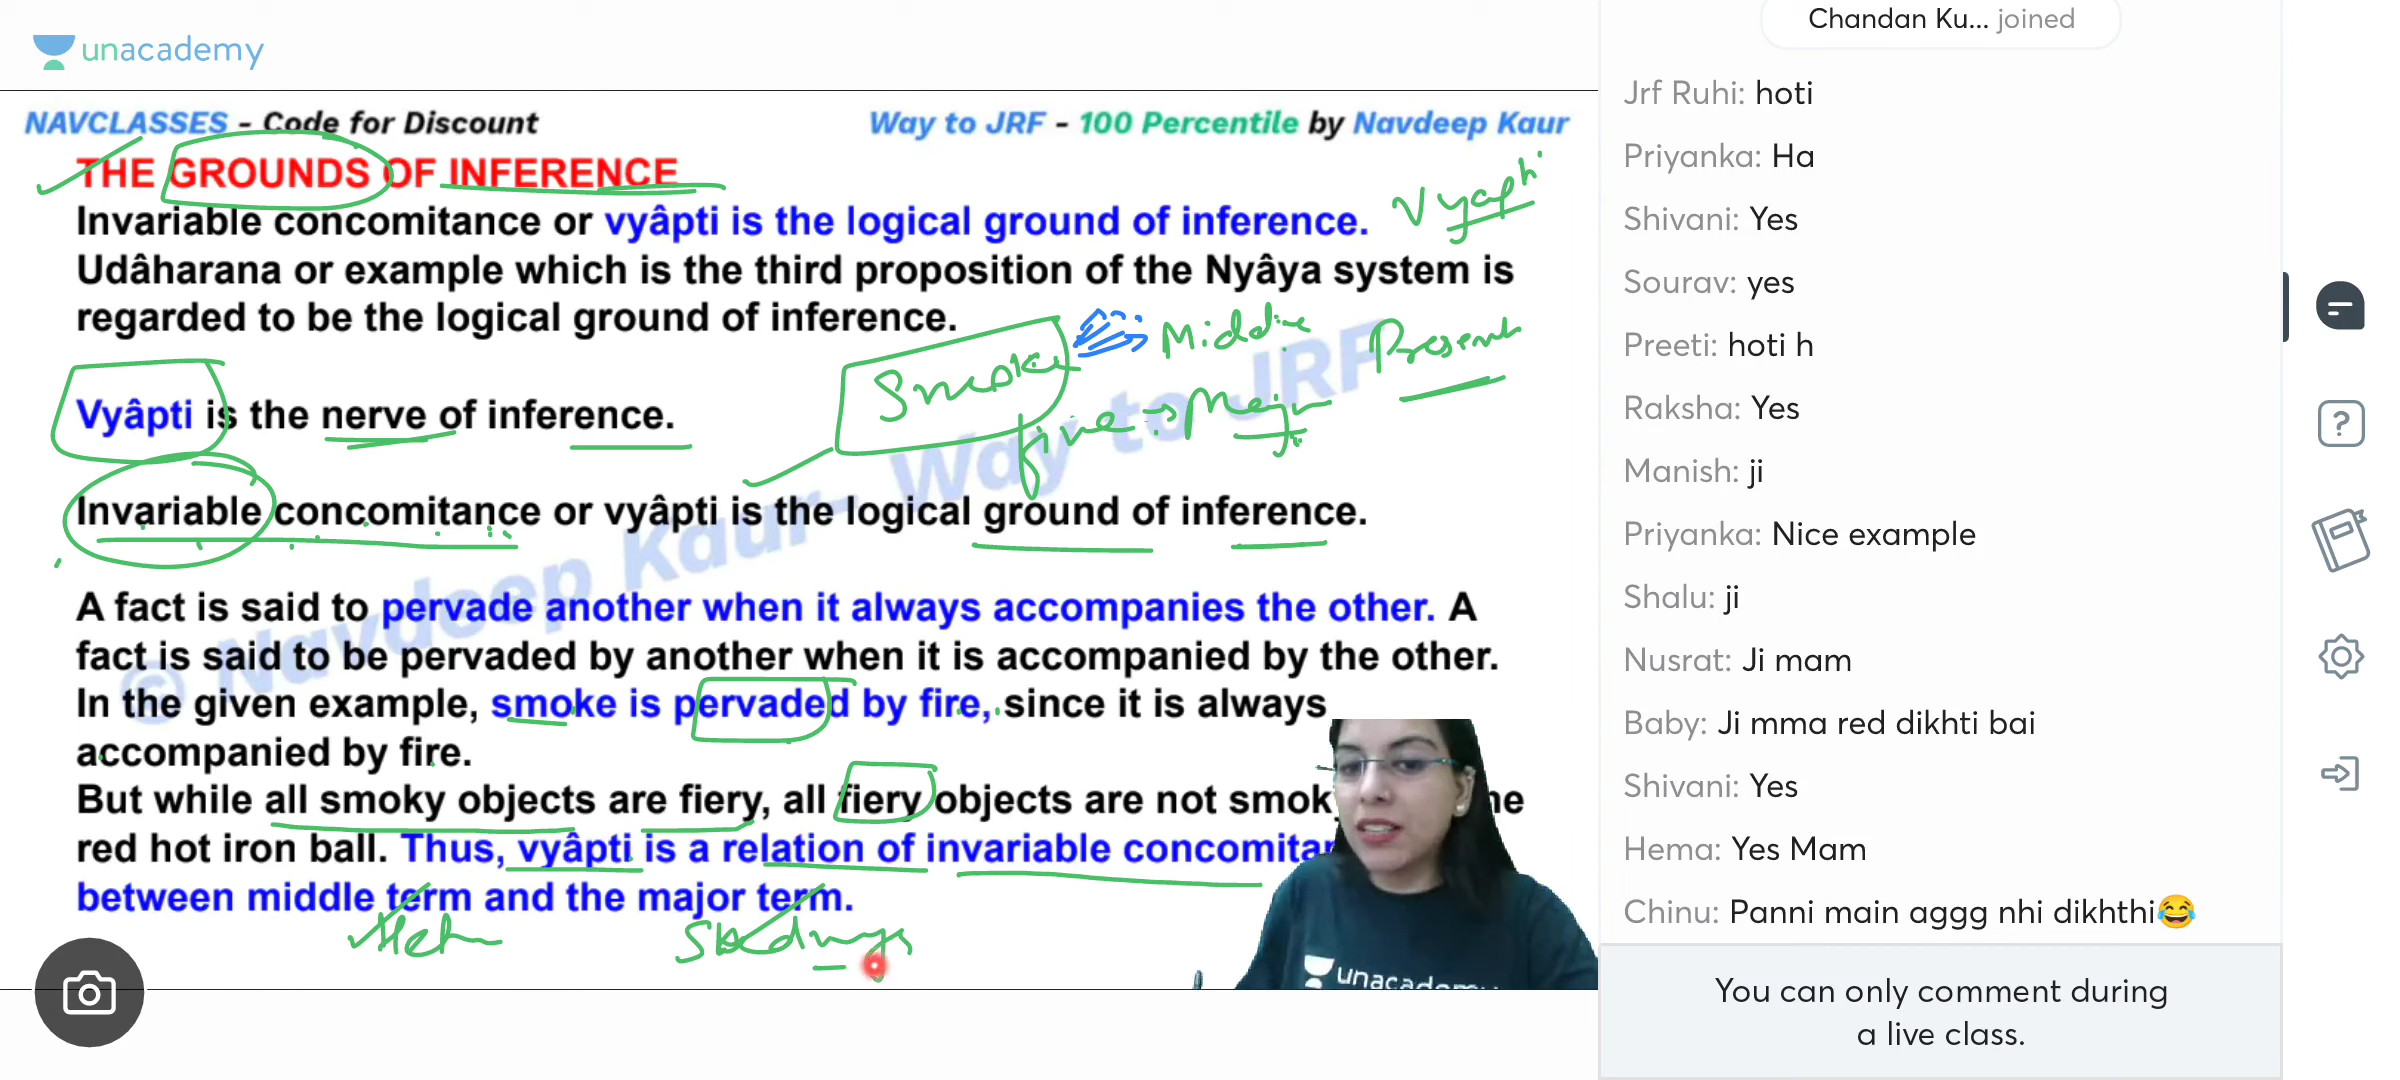 unacademy
NAVCLASSES - Code for Discount
Way to JRF - 100 Percentile by Navdeep Kaur
THE GROUNDS OF INFERENCE
Invariable concomitance or vyâpti is the logical ground of inference.
Vyapti
Udâharana or example which is the third proposition of the Nyâya system is
regarded to be the logical ground of inference.
Smoke
Middle
Present
fire → Major
Vyâpti is the nerve of inference.
Invariable concomitance or vyâpti is the logical ground of inference.
A fact is said to pervade another when it always accompanies the other. A
fact is said to be pervaded by another when it is accompanied by the other.
In the given example, smoke is pervaded by fire, since it is always
accompanied by fire.
But while all smoky objects are fiery, all fiery objects are not smok
red hot iron ball. Thus, vyâpti is a relation of invariable concomita
between middle term and the major term.
© Navdeep Kaur- Way to JRF
unacademy
Chandan Ku... joined
Jrf Ruhi: hoti
Priyanka: Ha
Shivani: Yes
Sourav: yes
Preeti: hoti h
Raksha: Yes
Manish: ji
Priyanka: Nice example
Shalu: ji
Nusrat: Ji mam
Baby: Ji mma red dikhti bai
Shivani: Yes
Hema: Yes Mam
Chinu: Panni main aggg nhi dikhthi😂
You can only comment during
a live class.